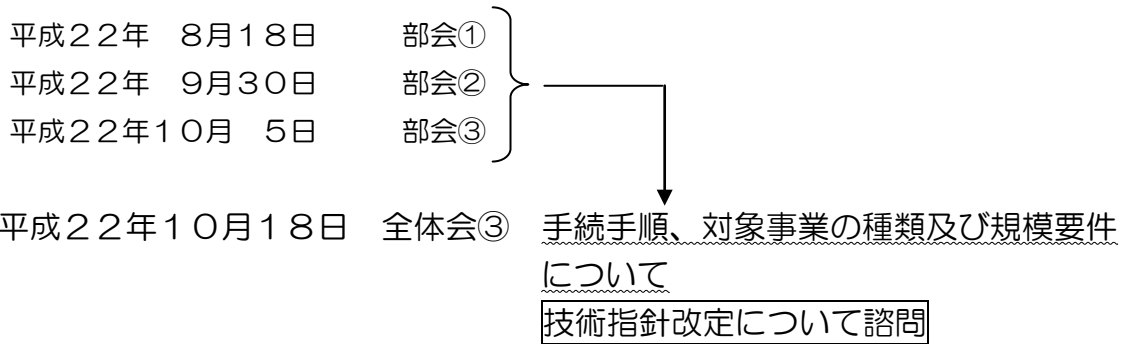 平成２２年　８月１８日　　　部会①
平成２２年　９月３０日　　　部会②
平成２２年１０月　５日　　　部会③
平成２２年１０月１８日　全体会③　手続手順、対象事業の種類及び規模要件
について
技術指針改定について諮問